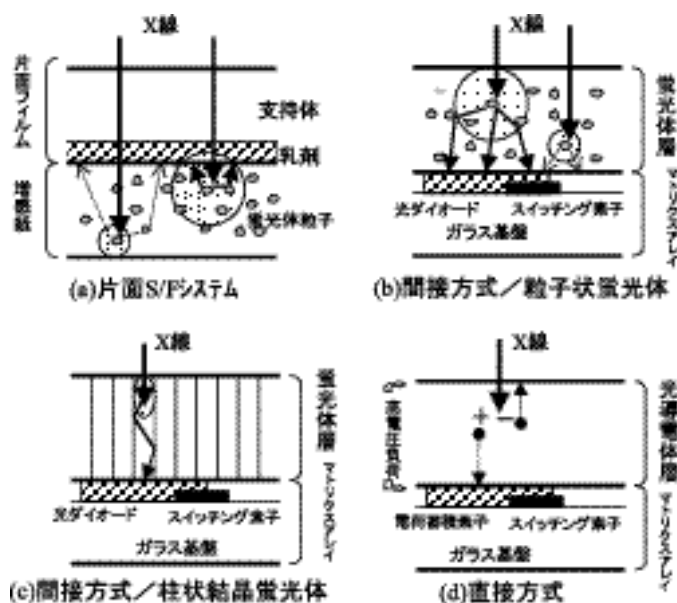 X線
片面フィルム
支持体
乳剤
増感紙
蛍光体粒子
(a)片面S/Fシステム
X線
蛍光体層
光ダイオード
スイッチング素子
ガラス基盤
マトリクスアレイ
(b)間接方式／粒子状蛍光体
X線
蛍光体層
光ダイオード
スイッチング素子
ガラス基盤
マトリクスアレイ
(c)間接方式／柱状結晶蛍光体
X線
高電圧負荷
+
−
光導電体層
電荷蓄積素子
スイッチング素子
ガラス基盤
マトリクスアレイ
(d)直接方式